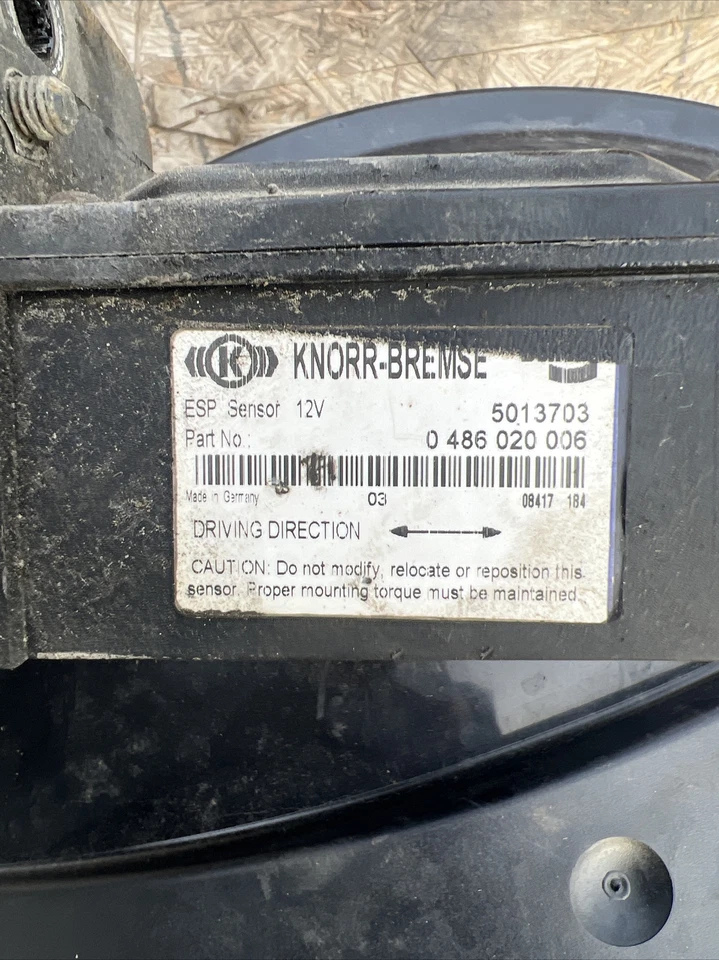 K KNORR-BREMSE
ESP Sensor 12V 5013703
Part No.: 0 486 020 006
Made in Germany 03 08417 184
DRIVING DIRECTION
CAUTION: Do not modify, relocate or reposition this
sensor. Proper mounting torque must be maintained.